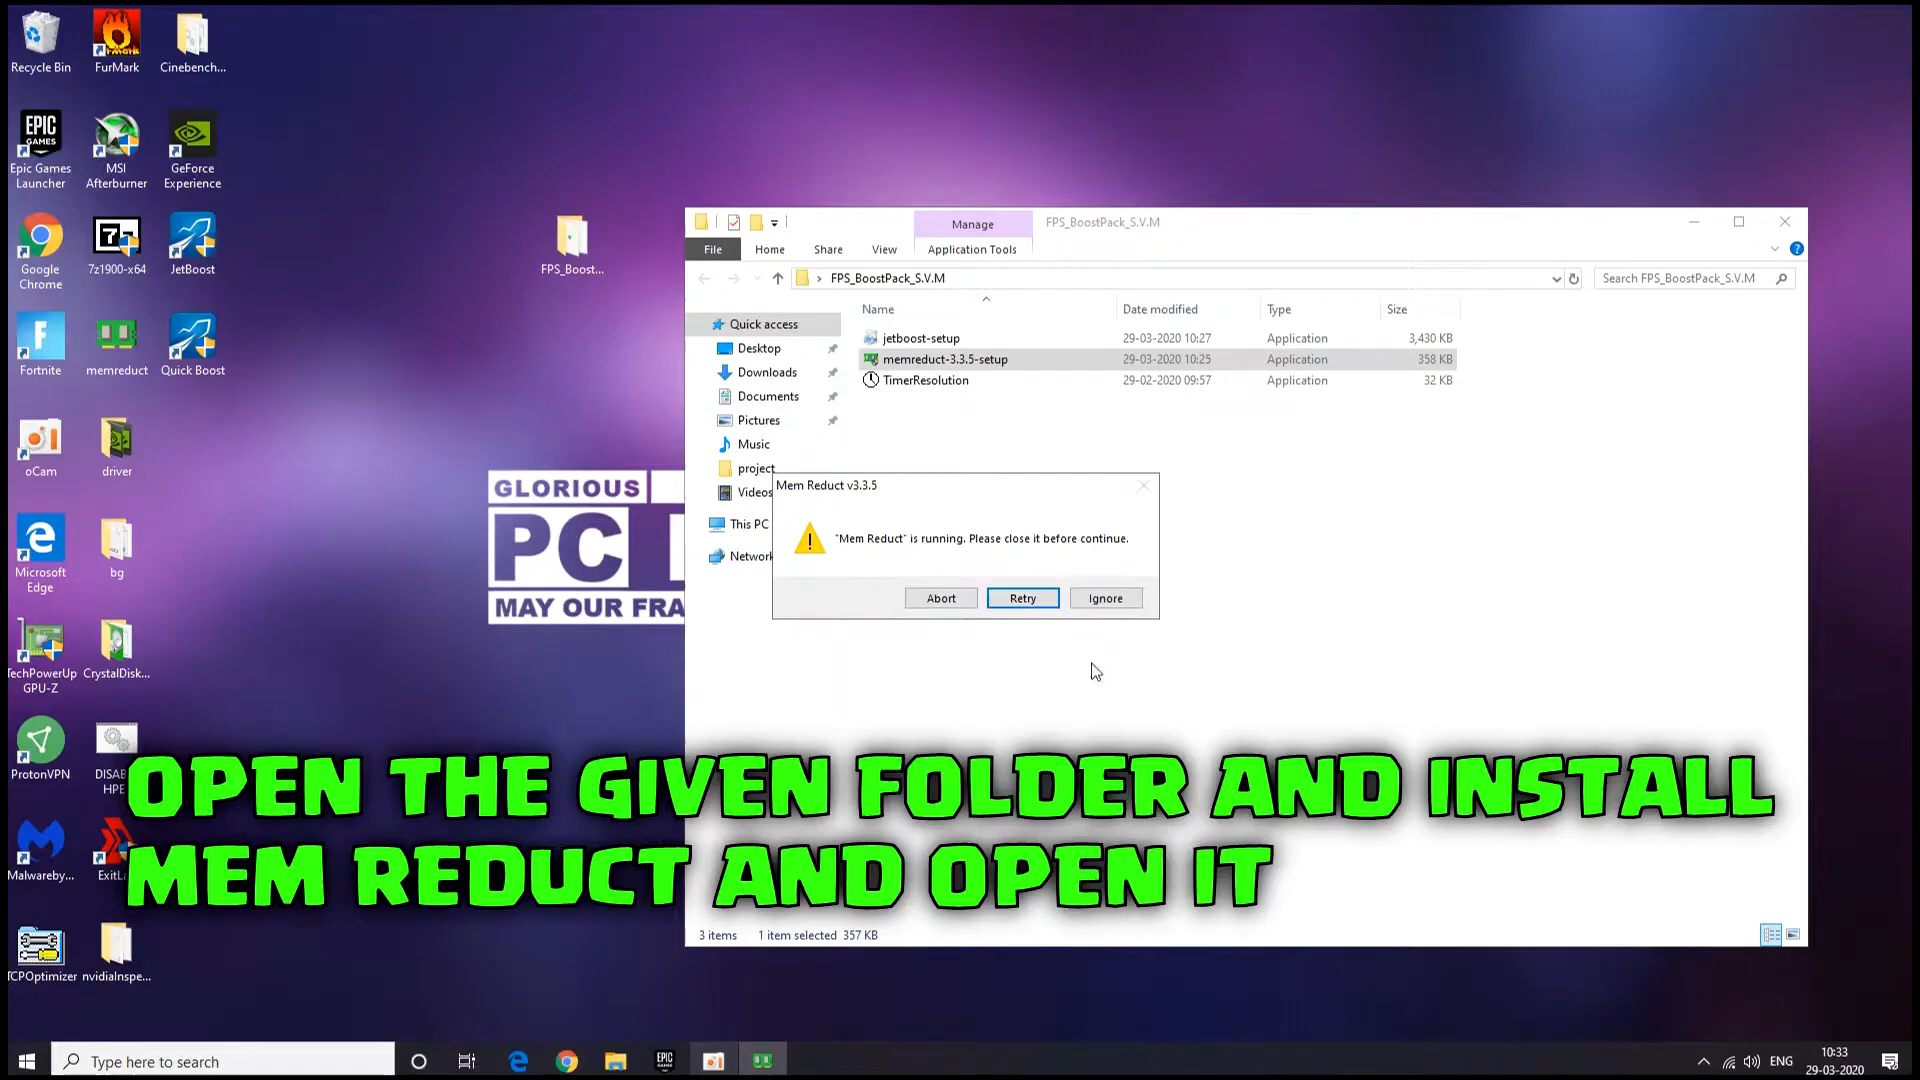 Recycle Bin
FurMark
Cinebench...
Epic Games Launcher
MSI Afterburner
GeForce Experience
Google Chrome
7z1900-x64
JetBoost
Fortnite
memreduct
Quick Boost
oCam
driver
Microsoft Edge
bg
TechPowerUp GPU-Z
CrystalDisk...
ProtonVPN
Malwareby...
TCPOptimizer
nvidiaInspe...
FPS_Boost...
GLORIOUS
PC
MAY OUR FRA
Manage
FPS_BoostPack_S.V.M
File
Home
Share
View
Application Tools
FPS_BoostPack_S.V.M
Search FPS_BoostPack_S.V.M
Name
Date modified
Type
Size
jetboost-setup
29-03-2020 10:27
Application
3,430 KB
memreduct-3.3.5-setup
29-03-2020 10:25
Application
358 KB
TimerResolution
29-02-2020 09:57
Application
32 KB
Quick access
Desktop
Downloads
Documents
Pictures
Music
project
Videos
This PC
Network
Mem Reduct v3.3.5
"Mem Reduct" is running. Please close it before continue.
Abort
Retry
Ignore
OPEN THE GIVEN FOLDER AND INSTALL
MEM REDUCT AND OPEN IT
3 items
1 item selected 357 KB
Type here to search
ENG
10:33
29-03-2020